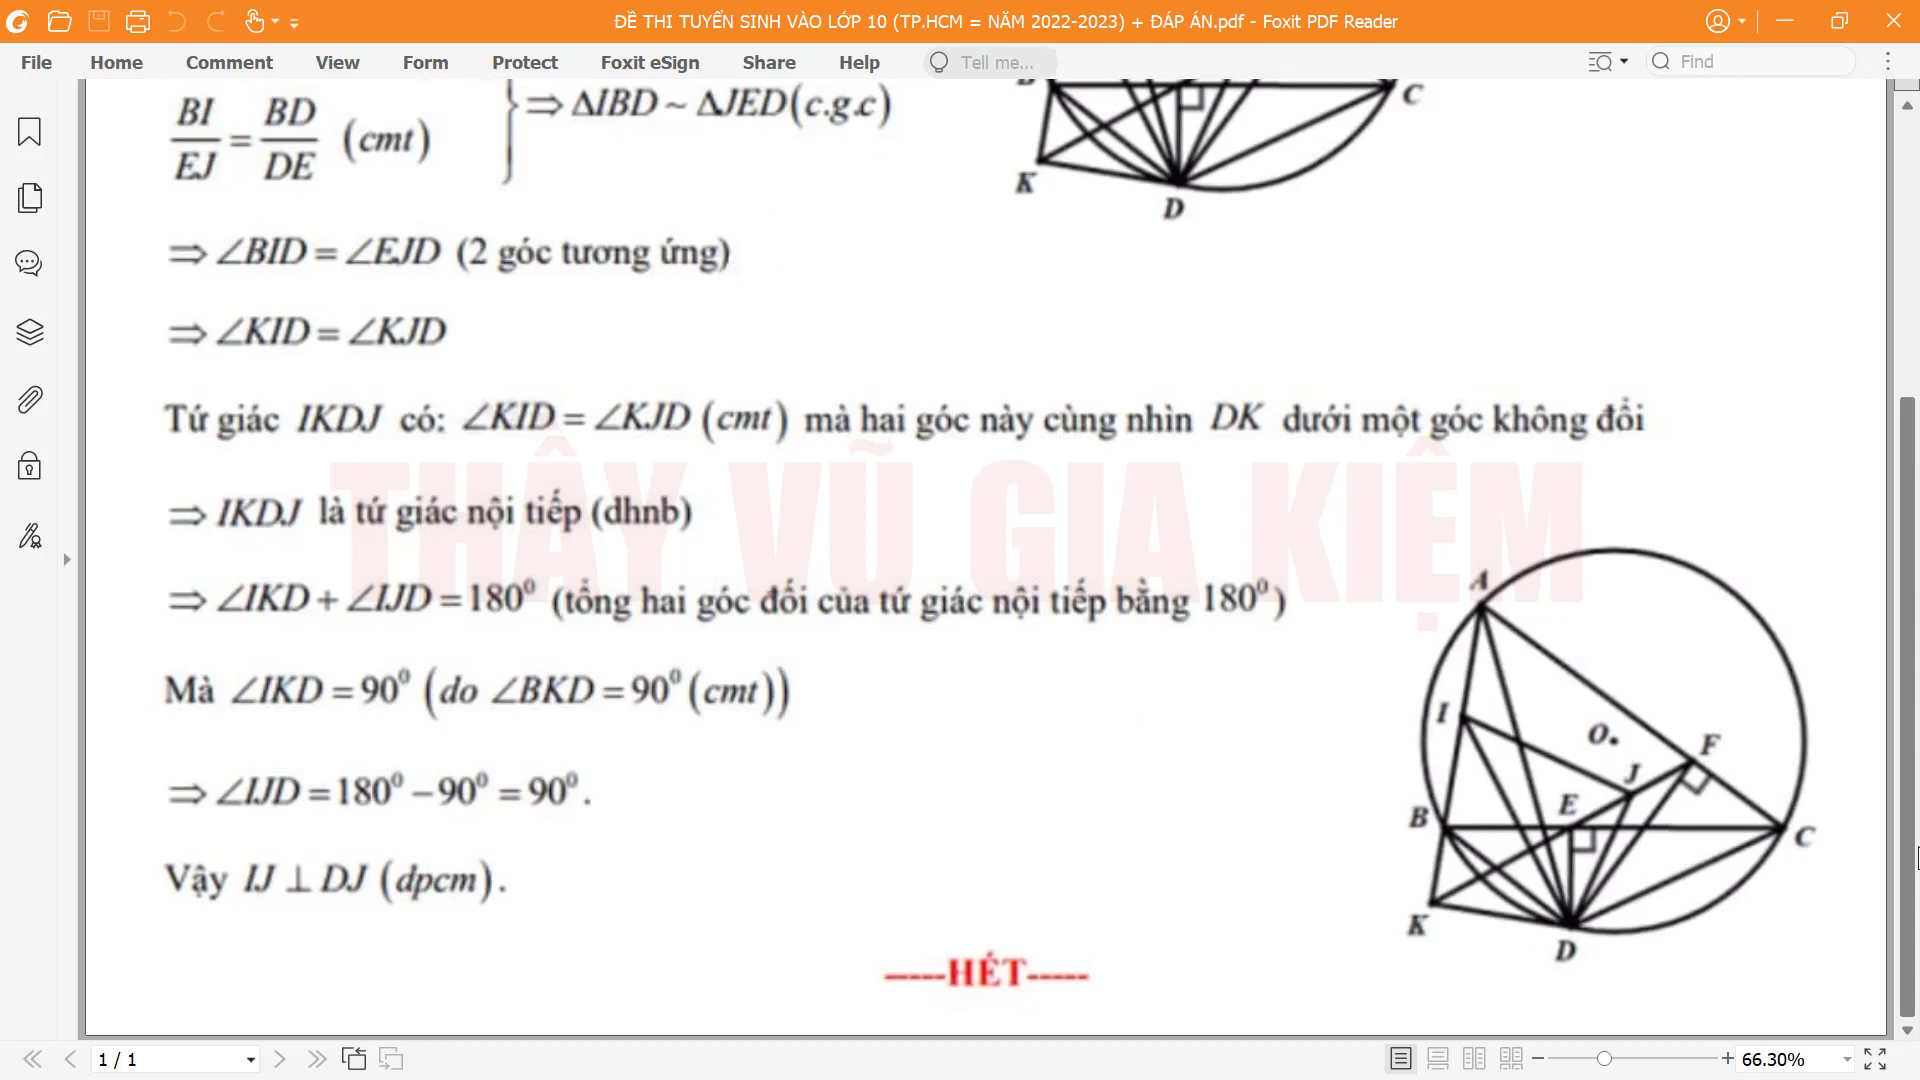 ĐỀ THI TUYỂN SINH VÀO LỚP 10 (TP.HCM = NĂM 2022-2023) + ĐÁP ÁN.pdf - Foxit PDF Reader
File Home Comment View Form Protect Foxit eSign Share Help Tell me... Find
BI/EJ = BD/DE (cmt) } ⇒ ΔIBD ~ ΔJED(c.g.c)
C
K
D
⇒ ∠BID = ∠EJD (2 góc tương ứng)
⇒ ∠KID = ∠KJD
Tứ giác IKDJ có: ∠KID = ∠KJD (cmt) mà hai góc này cùng nhìn DK dưới một góc không đổi
THẦY VŨ GIA KIỆM
⇒ IKDJ là tứ giác nội tiếp (dhnb)
⇒ ∠IKD + ∠IJD = 180⁰ (tổng hai góc đối của tứ giác nội tiếp bằng 180⁰)
Mà ∠IKD = 90⁰ (do ∠BKD = 90⁰ (cmt))
⇒ ∠IJD = 180⁰ − 90⁰ = 90⁰.
Vậy IJ ⊥ DJ (dpcm).
A
I
O
F
J
E
B
C
K
D
-----HẾT-----
1 / 1
66.30%